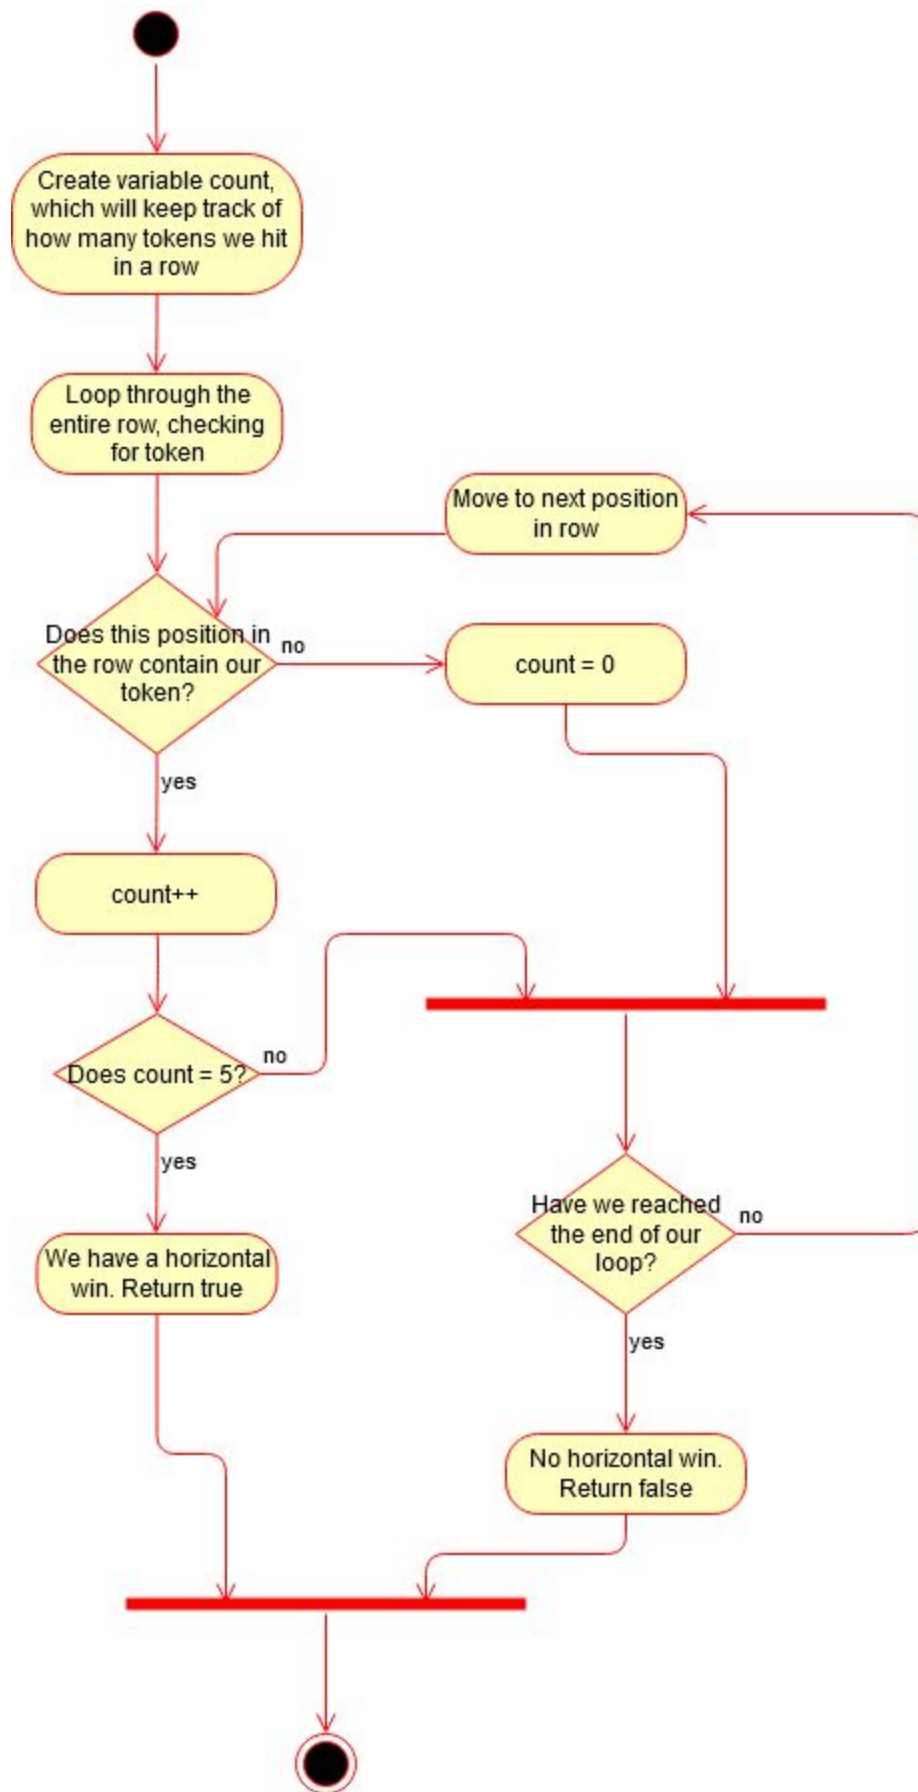 Create variable count,
which will keep track of
how many tokens we hit
in a row
Loop through the
entire row, checking
for token
Move to next position
in row
Does this position in
the row contain our
token?
no
count = 0
yes
count++
Does count = 5?
no
yes
Have we reached
the end of our
loop?
no
We have a horizontal
win. Return true
yes
No horizontal win.
Return false